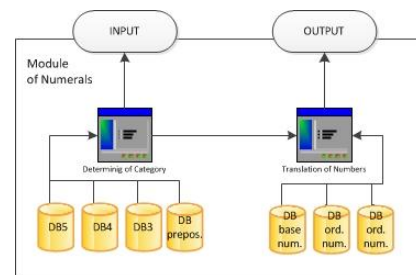 INPUT
OUTPUT
Module
of Numerals
Determinig of Category
Translation of Numbers
DB5
DB4
DB3
DB
prepos.
DB
base
num.
DB
ord.
num.
DB
ord.
num.